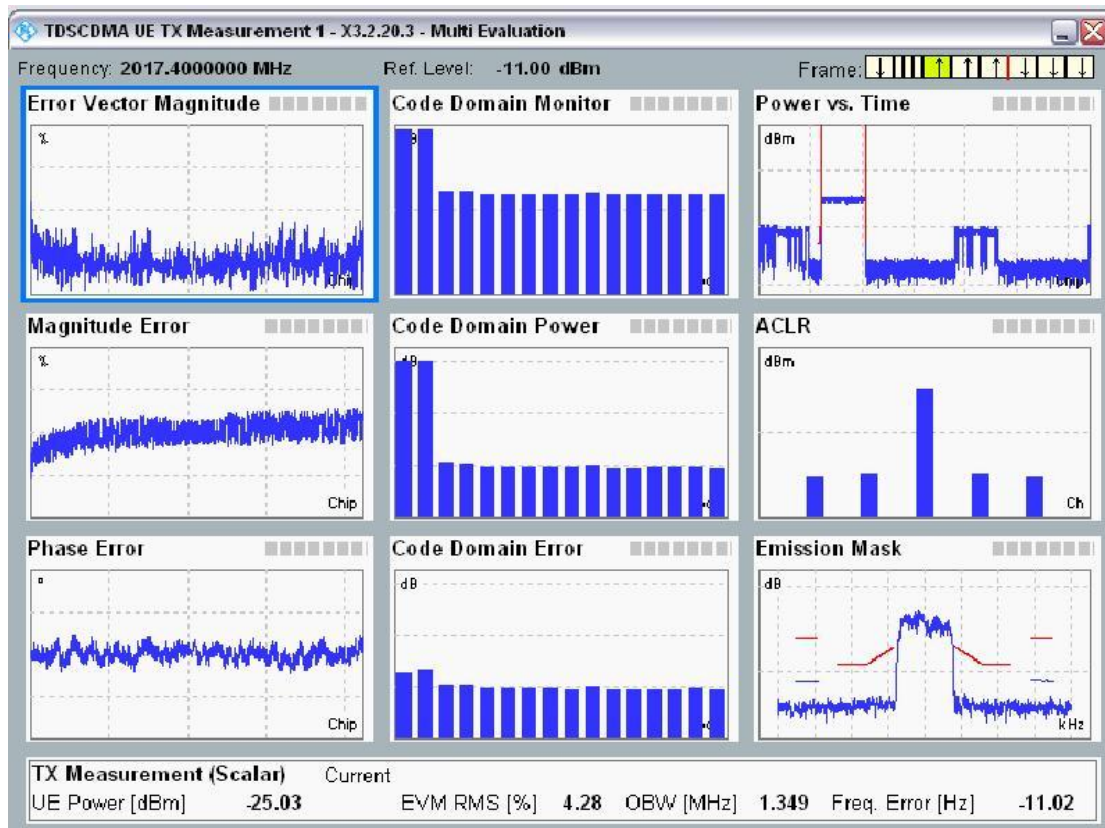 TDSCDMA UE TX Measurement 1 - X3.2.20.3 - Multi Evaluation
Frequency: 2017.4000000 MHz Ref. Level: -11.00 dBm Frame:
Error Vector Magnitude Code Domain Monitor Power vs. Time
% dBm
Chip Chip
Magnitude Error Code Domain Power ACLR
% dB dBm
Chip Ch
Phase Error Code Domain Error Emission Mask
° dB dB
Chip kHz
TX Measurement (Scalar) Current
UE Power [dBm] -25.03 EVM RMS [%] 4.28 OBW [MHz] 1.349 Freq. Error [Hz] -11.02